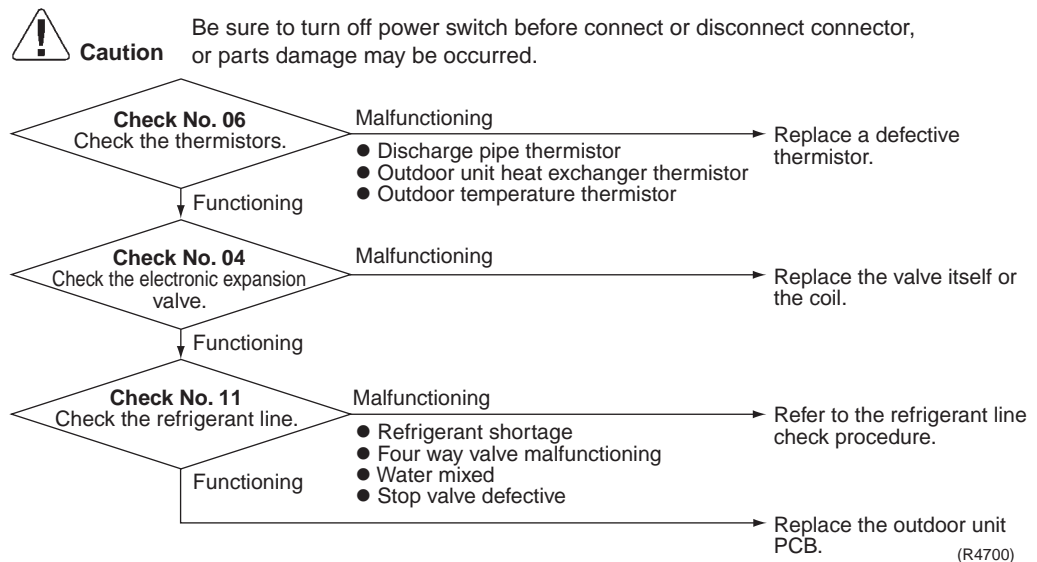 Caution
Be sure to turn off power switch before connect or disconnect connector,
or parts damage may be occurred.
Check No. 06
Check the thermistors.
Malfunctioning
● Discharge pipe thermistor
● Outdoor unit heat exchanger thermistor
● Outdoor temperature thermistor
Replace a defective
thermistor.
Functioning
Check No. 04
Check the electronic expansion
valve.
Malfunctioning
Replace the valve itself or
the coil.
Functioning
Check No. 11
Check the refrigerant line.
Malfunctioning
● Refrigerant shortage
● Four way valve malfunctioning
● Water mixed
● Stop valve defective
Refer to the refrigerant line
check procedure.
Functioning
Replace the outdoor unit
PCB.
(R4700)